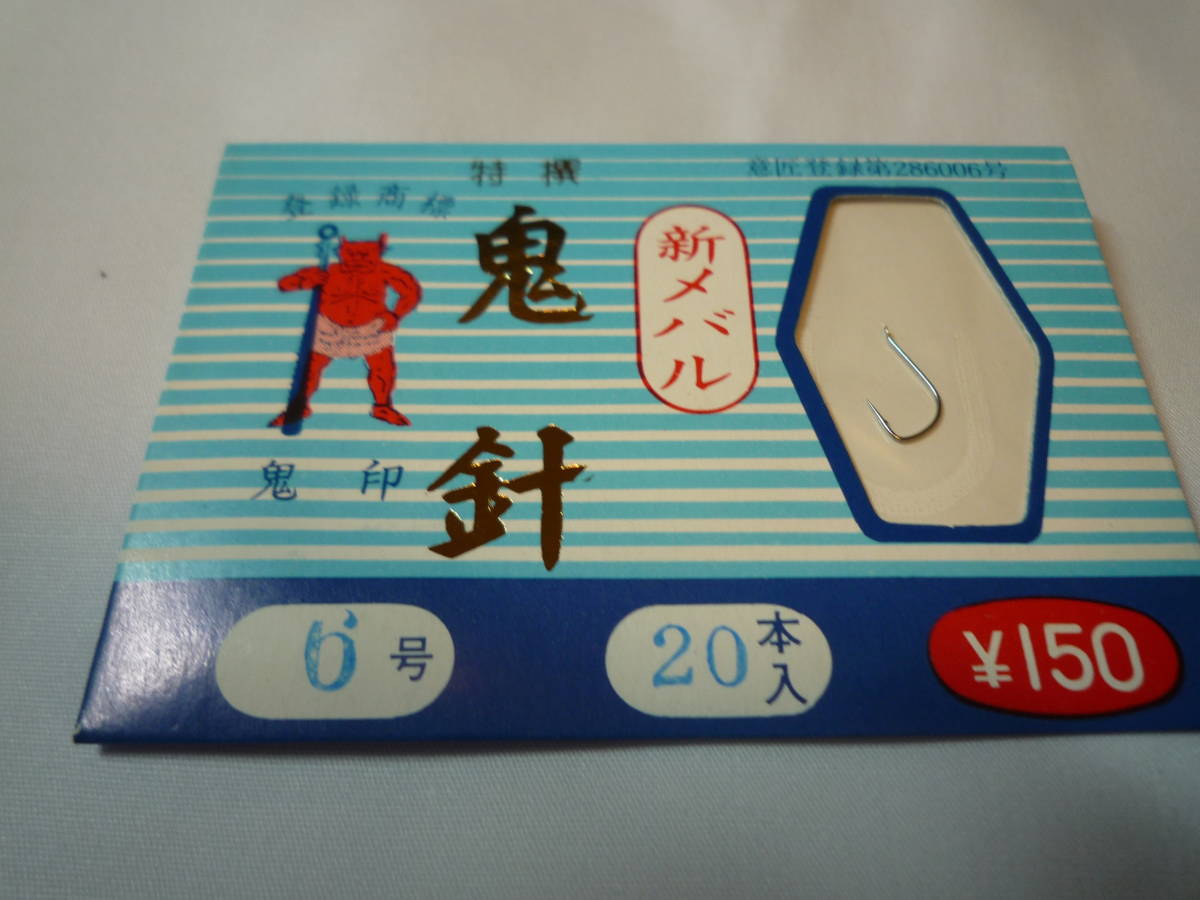 特撰
意匠登録第286006号
登録商標
鬼針
新メバル
鬼印
6号
20本入
¥150